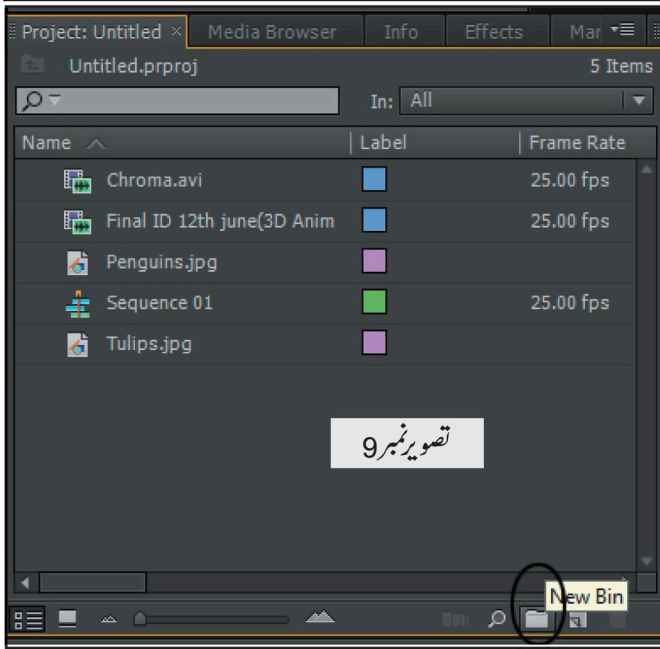 Project: Untitled × Media Browser Info Effects Mar
Untitled.prproj 5 Items
In: All
Name Label Frame Rate
Chroma.avi 25.00 fps
Final ID 12th june(3D Anim 25.00 fps
Penguins.jpg
Sequence 01 25.00 fps
Tulips.jpg
تصویرنمبر9
New Bin